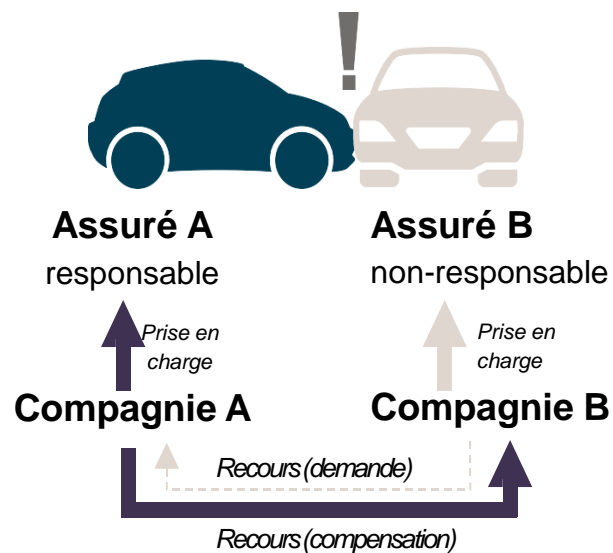 !
Assuré A
responsable
Assuré B
non-responsable
Prise en
charge
Prise en
charge
Compagnie A
Compagnie B
Recours (demande)
Recours (compensation)